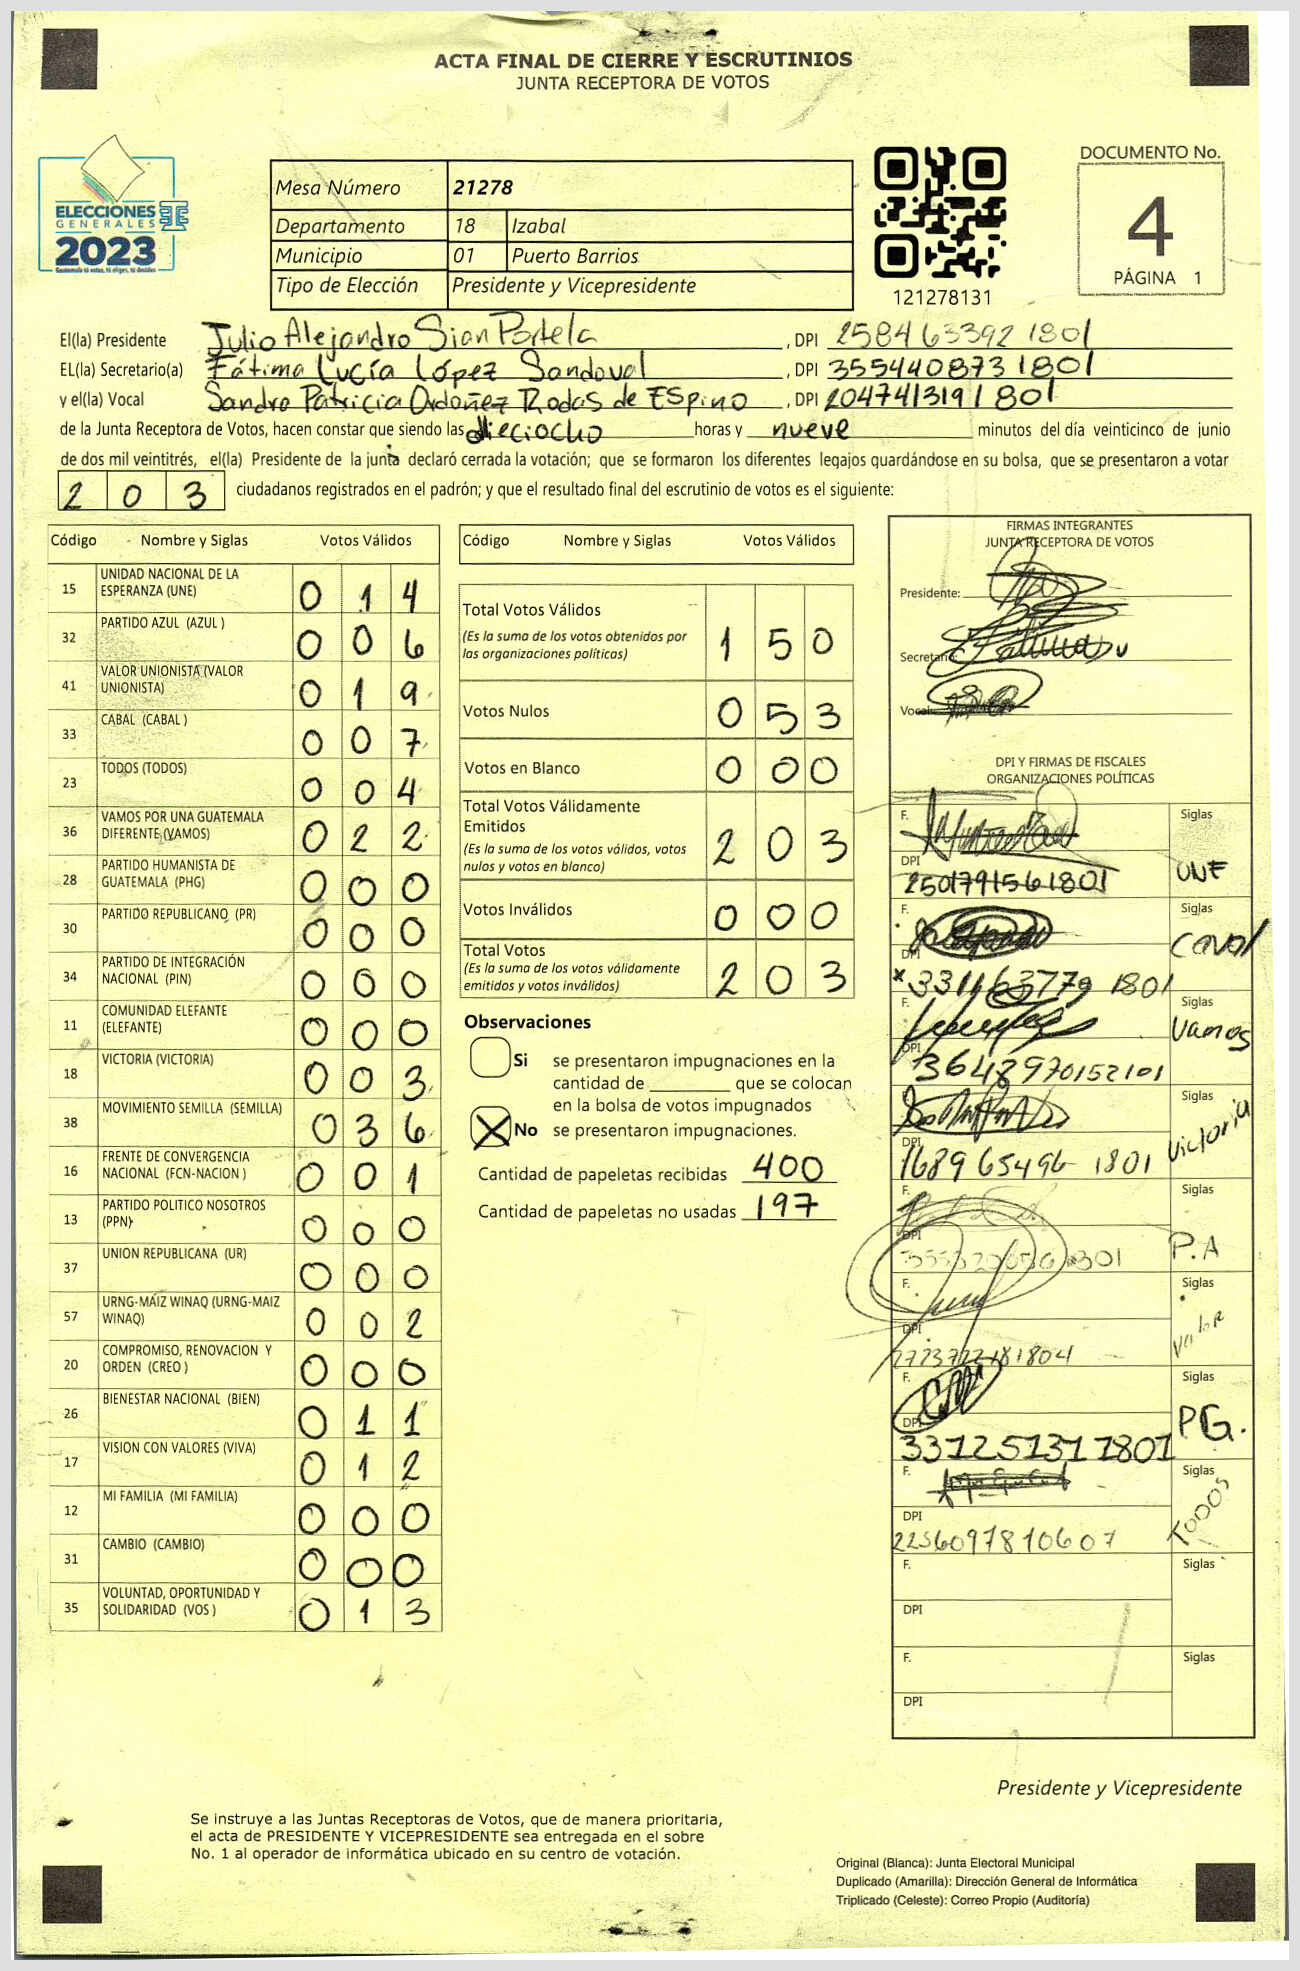 ACTA FINAL DE CIERRE Y ESCRUTINIOS
JUNTA RECEPTORA DE VOTOS
ELECCIONES
GENERALES
2023
Guatemala tú votas, tú eliges, tú decides
Mesa Número 21278
Departamento 18 Izabal
Municipio 01 Puerto Barrios
Tipo de Elección Presidente y Vicepresidente
121278131
DOCUMENTO No.
4
PÁGINA 1
El(la) Presidente Julio Alejandro Sian Portela, DPI 2584633921801
EL(la) Secretario(a) Fátima Lucía López Sandoval, DPI 3554408731801
y el(la) Vocal Sandra Patricia Ordoñez Rodas de Espino, DPI 2047413191801
de la Junta Receptora de Votos, hacen constar que siendo las dieciocho horas y nueve minutos del día veinticinco de junio
de dos mil veintitrés, el(la) Presidente de la junta declaró cerrada la votación; que se formaron los diferentes legajos guardándose en su bolsa, que se presentaron a votar
2 0 3 ciudadanos registrados en el padrón; y que el resultado final del escrutinio de votos es el siguiente:
Código Nombre y Siglas Votos Válidos
15 UNIDAD NACIONAL DE LA ESPERANZA (UNE) 0 1 4
32 PARTIDO AZUL (AZUL ) 0 0 6
41 VALOR UNIONISTA (VALOR UNIONISTA) 0 1 9
33 CABAL (CABAL ) 0 0 7
23 TODOS (TODOS) 0 0 4
36 VAMOS POR UNA GUATEMALA DIFERENTE (VAMOS) 0 2 2
28 PARTIDO HUMANISTA DE GUATEMALA (PHG) 0 0 0
30 PARTIDO REPUBLICANO (PR) 0 0 0
34 PARTIDO DE INTEGRACIÓN NACIONAL (PIN) 0 0 0
11 COMUNIDAD ELEFANTE (ELEFANTE) 0 0 0
18 VICTORIA (VICTORIA) 0 0 3
38 MOVIMIENTO SEMILLA (SEMILLA) 0 3 6
16 FRENTE DE CONVERGENCIA NACIONAL (FCN-NACION ) 0 0 1
13 PARTIDO POLITICO NOSOTROS (PPN) 0 0 0
37 UNION REPUBLICANA (UR) 0 0 0
57 URNG-MAIZ WINAQ (URNG-MAIZ WINAQ) 0 0 2
20 COMPROMISO, RENOVACION Y ORDEN (CREO ) 0 0 0
26 BIENESTAR NACIONAL (BIEN) 0 1 1
17 VISION CON VALORES (VIVA) 0 1 2
12 MI FAMILIA (MI FAMILIA) 0 0 0
31 CAMBIO (CAMBIO) 0 0 0
35 VOLUNTAD, OPORTUNIDAD Y SOLIDARIDAD (VOS ) 0 1 3
Código Nombre y Siglas Votos Válidos
Total Votos Válidos 1 5 0
(Es la suma de los votos obtenidos por
las organizaciones políticas)
Votos Nulos 0 5 3
Votos en Blanco 0 0 0
Total Votos Válidamente
Emitidos 2 0 3
(Es la suma de los votos válidos, votos
nulos y votos en blanco)
Votos Inválidos 0 0 0
Total Votos 2 0 3
(Es la suma de los votos válidamente
emitidos y votos inválidos)
Observaciones
Si se presentaron impugnaciones en la
cantidad de ________ que se colocan
en la bolsa de votos impugnados
X No se presentaron impugnaciones.
Cantidad de papeletas recibidas 400
Cantidad de papeletas no usadas 197
FIRMAS INTEGRANTES
JUNTA RECEPTORA DE VOTOS
Presidente:
Secretario:
Vocal:
DPI Y FIRMAS DE FISCALES
ORGANIZACIONES POLÍTICAS
F. Siglas
DPI 2501791561801 UNE
F. Siglas
DPI Caval
F. Siglas
DPI 3648970152101 Vamos
F. Siglas
DPI 1689654961801 Victoria
F. Siglas
DPI P.A
F. Siglas
DPI Valor
F. Siglas
DPI 3312513171801 PG.
F. Siglas
DPI 2256097810607 TODOS
F. Siglas
DPI
F. Siglas
DPI
Presidente y Vicepresidente
Se instruye a las Juntas Receptoras de Votos, que de manera prioritaria,
el acta de PRESIDENTE Y VICEPRESIDENTE sea entregada en el sobre
No. 1 al operador de informática ubicado en su centro de votación.
Original (Blanca): Junta Electoral Municipal
Duplicado (Amarilla): Dirección General de Informática
Triplicado (Celeste): Correo Propio (Auditoría)